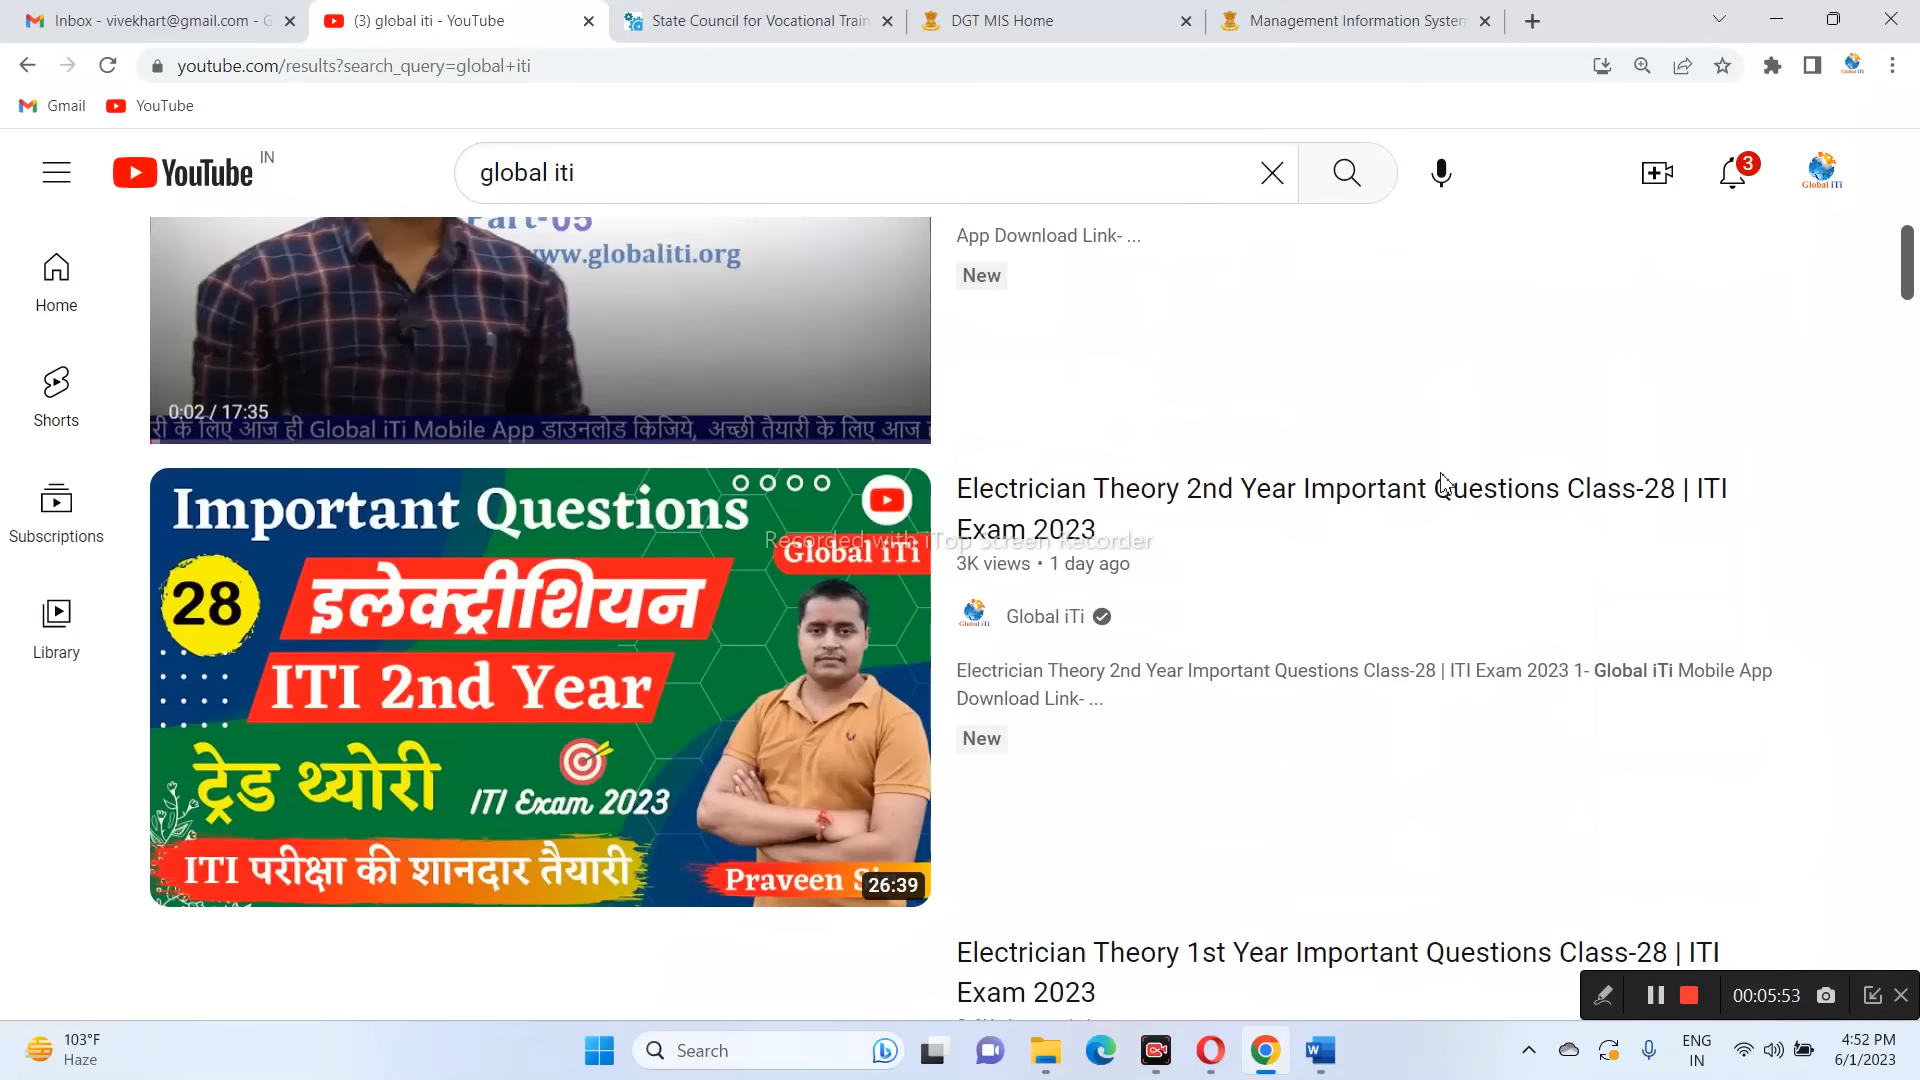 Inbox - vivekhart@gmail.com - G
(3) global iti - YouTube
State Council for Vocational Train
DGT MIS Home
Management Information System
youtube.com/results?search_query=global+iti
Gmail
YouTube
YouTube IN
global iti
3
Global iTi
Home
Shorts
Subscriptions
Library
Part-05
www.globaliti.org
0:02 / 17:35
री के लिए आज ही Global iTi Mobile App डाउनलोड किजिये, अच्छी तैयारी के लिए आज
App Download Link- ...
New
Important Questions
Global iTi
28
इलेक्ट्रीशियन
ITI 2nd Year
ट्रेड थ्योरी
ITI Exam 2023
ITI परीक्षा की शानदार तैयारी
Praveen
26:39
Electrician Theory 2nd Year Important Questions Class-28 | ITI
Exam 2023
3K views • 1 day ago
Global iTi
Electrician Theory 2nd Year Important Questions Class-28 | ITI Exam 2023 1- Global iTi Mobile App
Download Link- ...
New
Recorded with iTop Screen Recorder
Electrician Theory 1st Year Important Questions Class-28 | ITI
Exam 2023
00:05:53
103°F
Haze
Search
ENG
IN
4:52 PM
6/1/2023